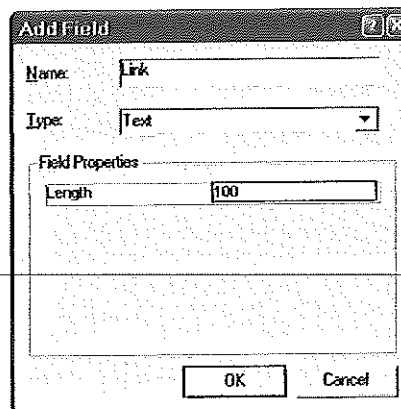 Add Field
Name: Link
Type: Text
Field Properties
Length 100
OK Cancel